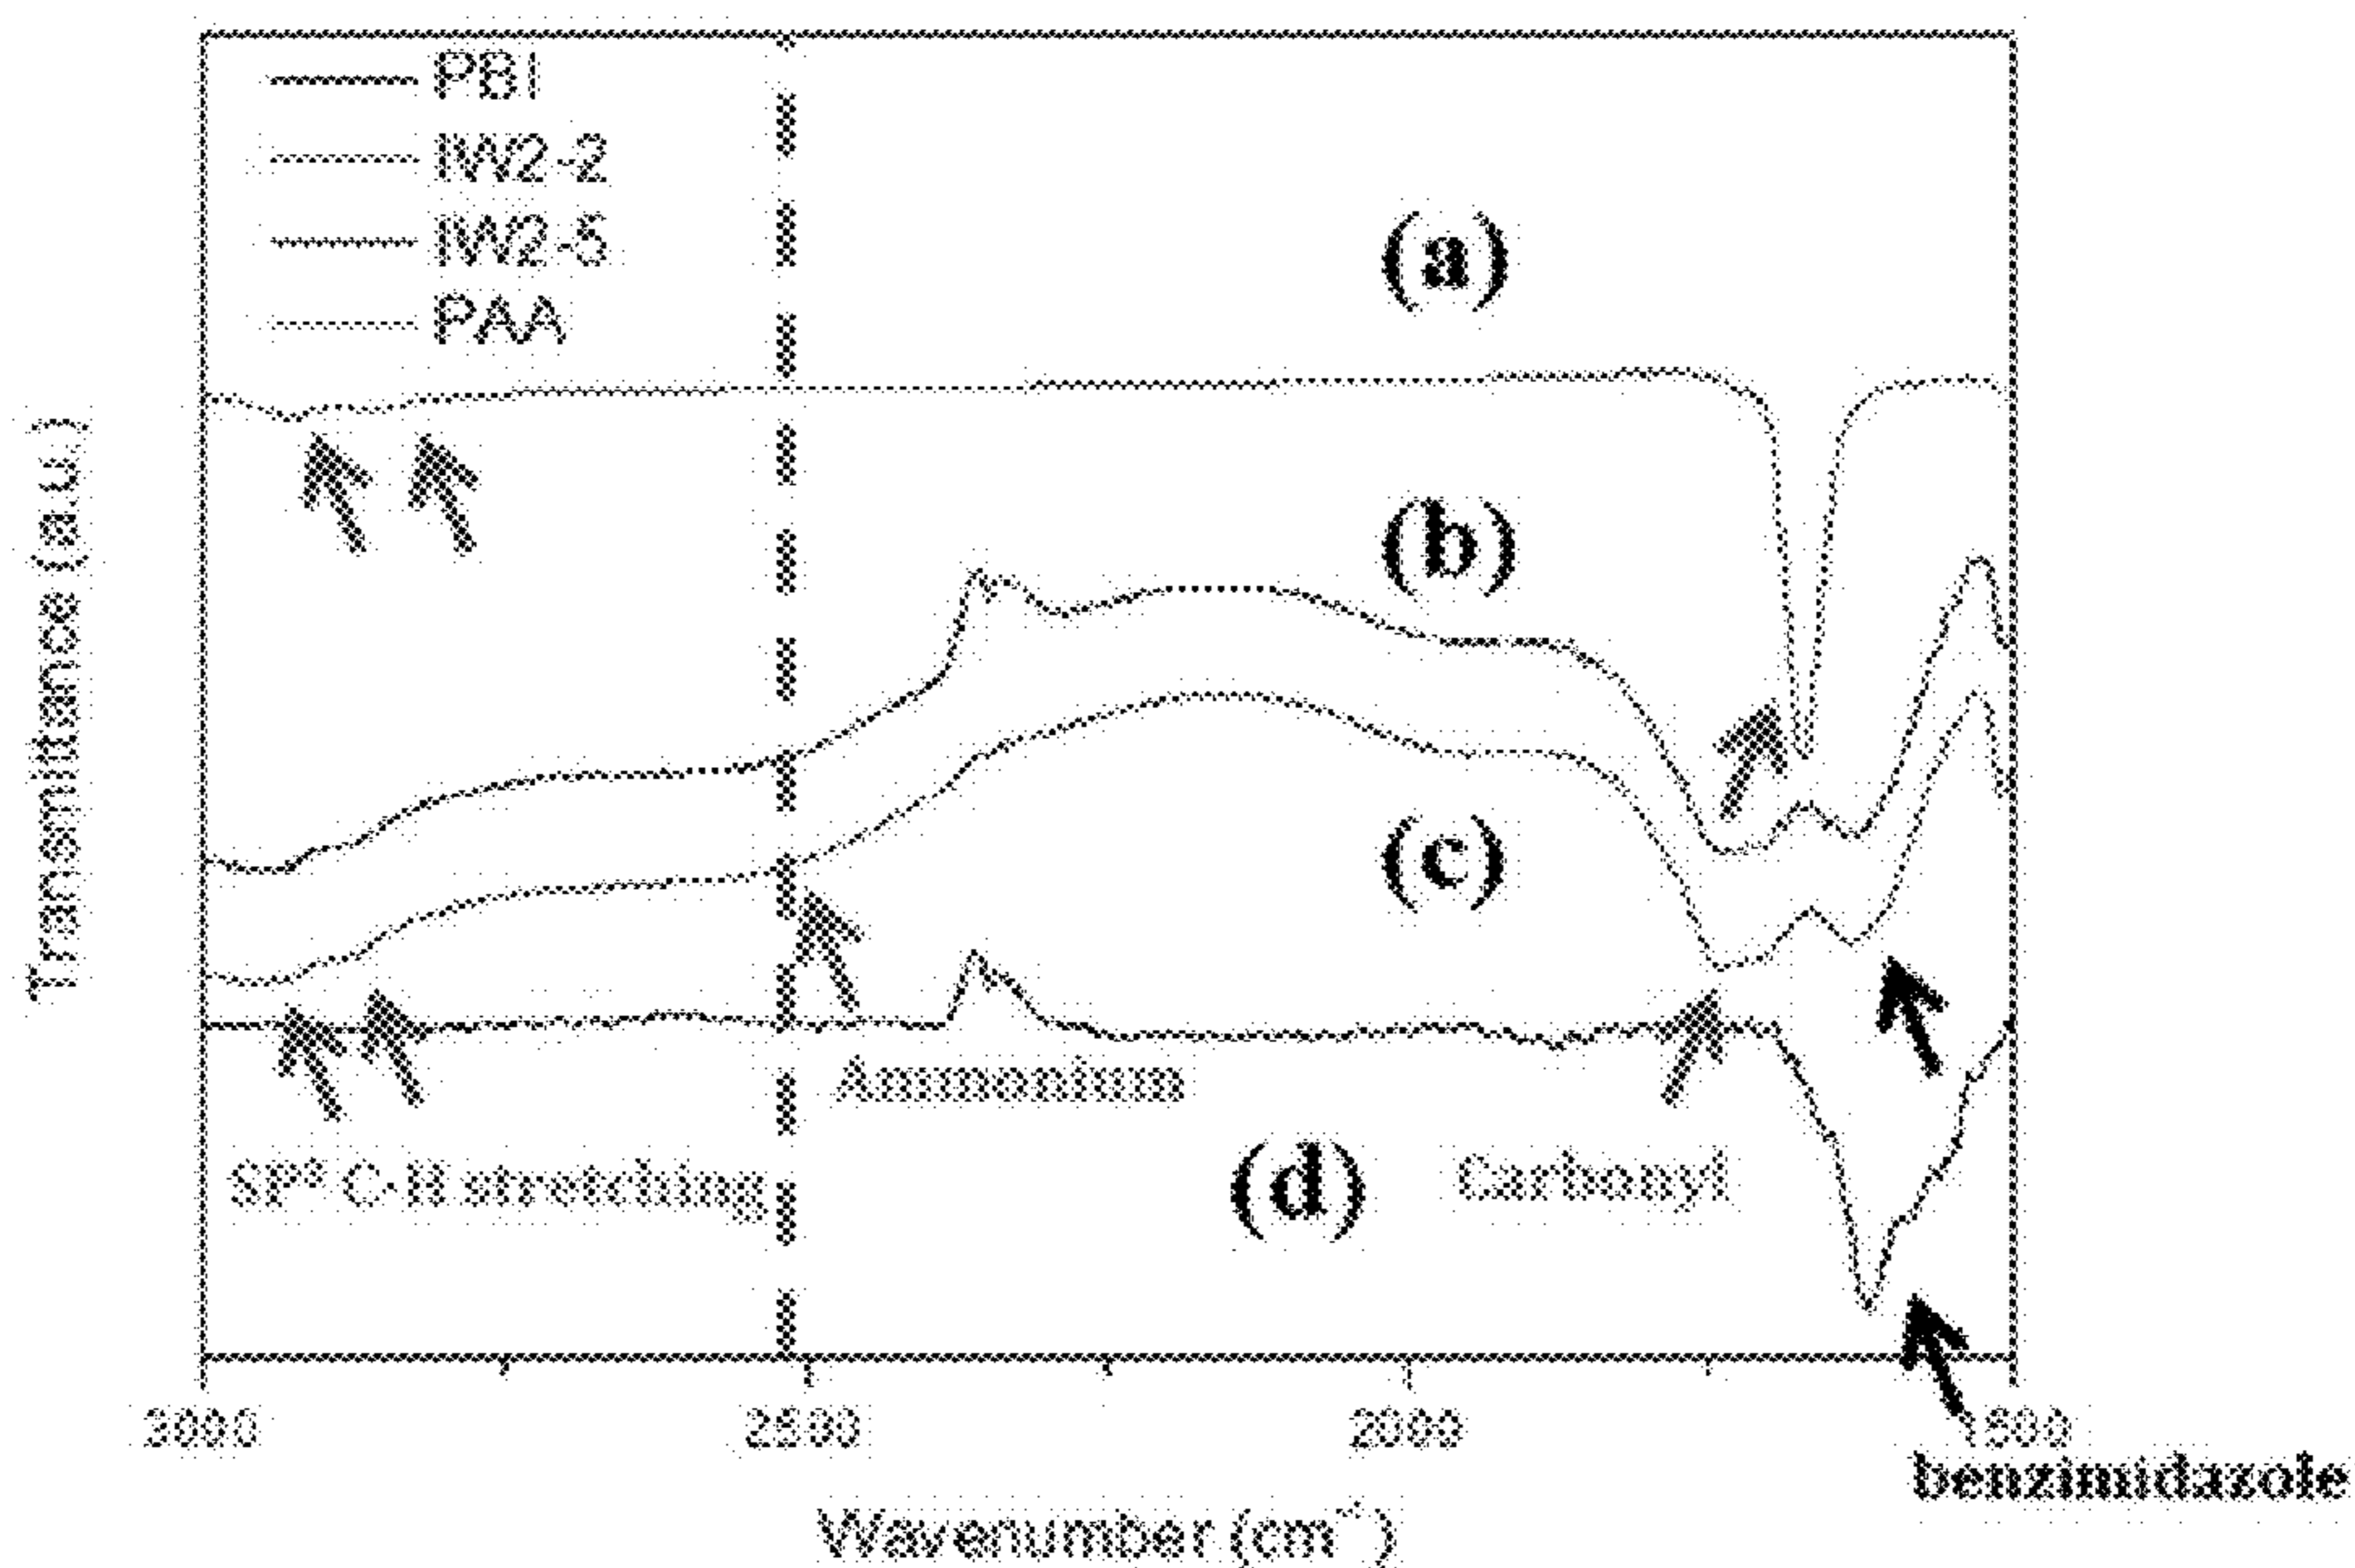 PBI
IW2-2
IW2-5
PAA
(a)
(b)
(c)
(d)
Transmittance (a.u.)
Ammonium
SP³ C-H stretching
Carbonyl
3000
2500
2000
1500
benzimidazole
Wavenumber (cm⁻¹)